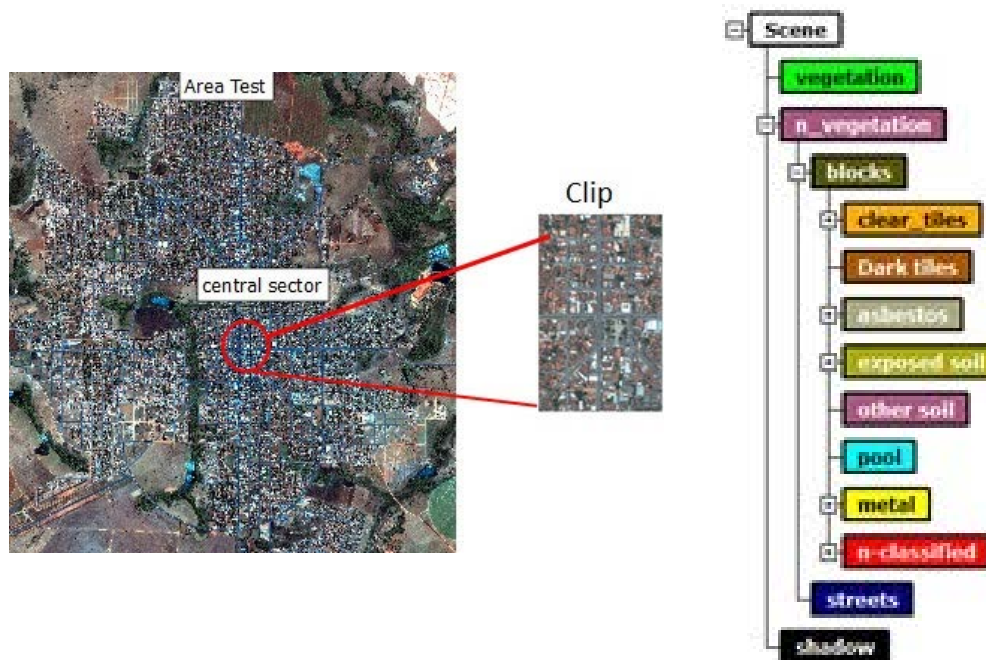 Area Test
central sector
Clip
Scene
vegetation
n_vegetation
blocks
clear_tiles
Dark tiles
asbestos
exposed soil
other soil
pool
metal
n-classified
streets
shadow